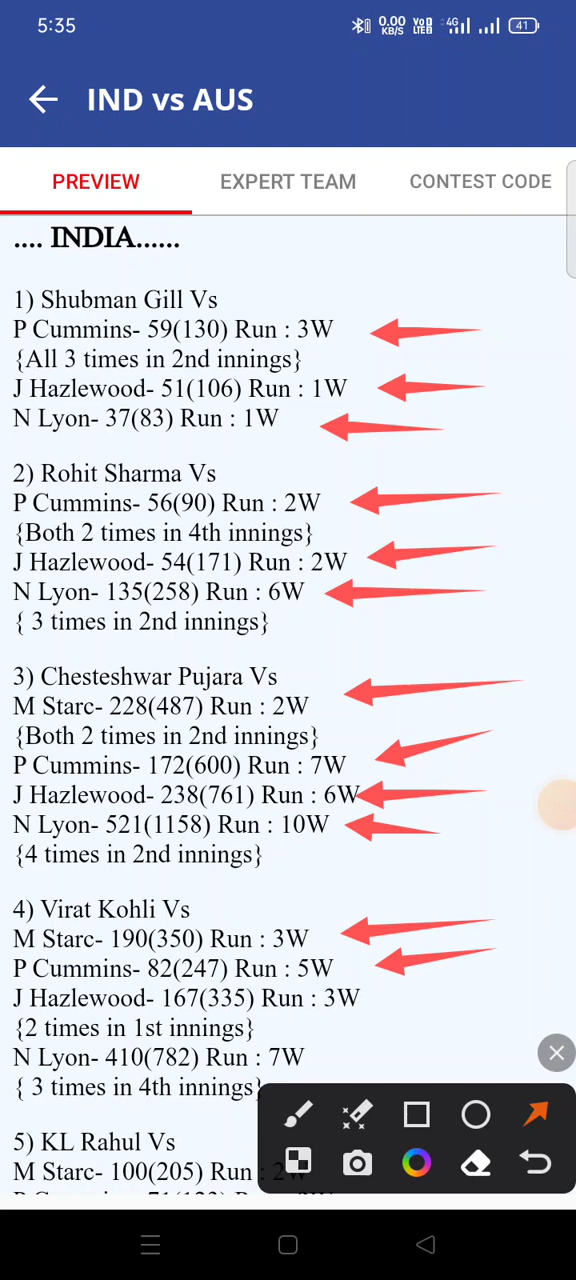 5:35
0.00 KB/S
Vo LTE
4G
41
IND vs AUS
PREVIEW
EXPERT TEAM
CONTEST CODE
.... INDIA......
1) Shubman Gill Vs
P Cummins- 59(130) Run : 3W
{All 3 times in 2nd innings}
J Hazlewood- 51(106) Run : 1W
N Lyon- 37(83) Run : 1W
2) Rohit Sharma Vs
P Cummins- 56(90) Run : 2W
{Both 2 times in 4th innings}
J Hazlewood- 54(171) Run : 2W
N Lyon- 135(258) Run : 6W
{ 3 times in 2nd innings}
3) Chesteshwar Pujara Vs
M Starc- 228(487) Run : 2W
{Both 2 times in 2nd innings}
P Cummins- 172(600) Run : 7W
J Hazlewood- 238(761) Run : 6W
N Lyon- 521(1158) Run : 10W
{4 times in 2nd innings}
4) Virat Kohli Vs
M Starc- 190(350) Run : 3W
P Cummins- 82(247) Run : 5W
J Hazlewood- 167(335) Run : 3W
{2 times in 1st innings}
N Lyon- 410(782) Run : 7W
{ 3 times in 4th innings}
5) KL Rahul Vs
M Starc- 100(205) Run : 2W